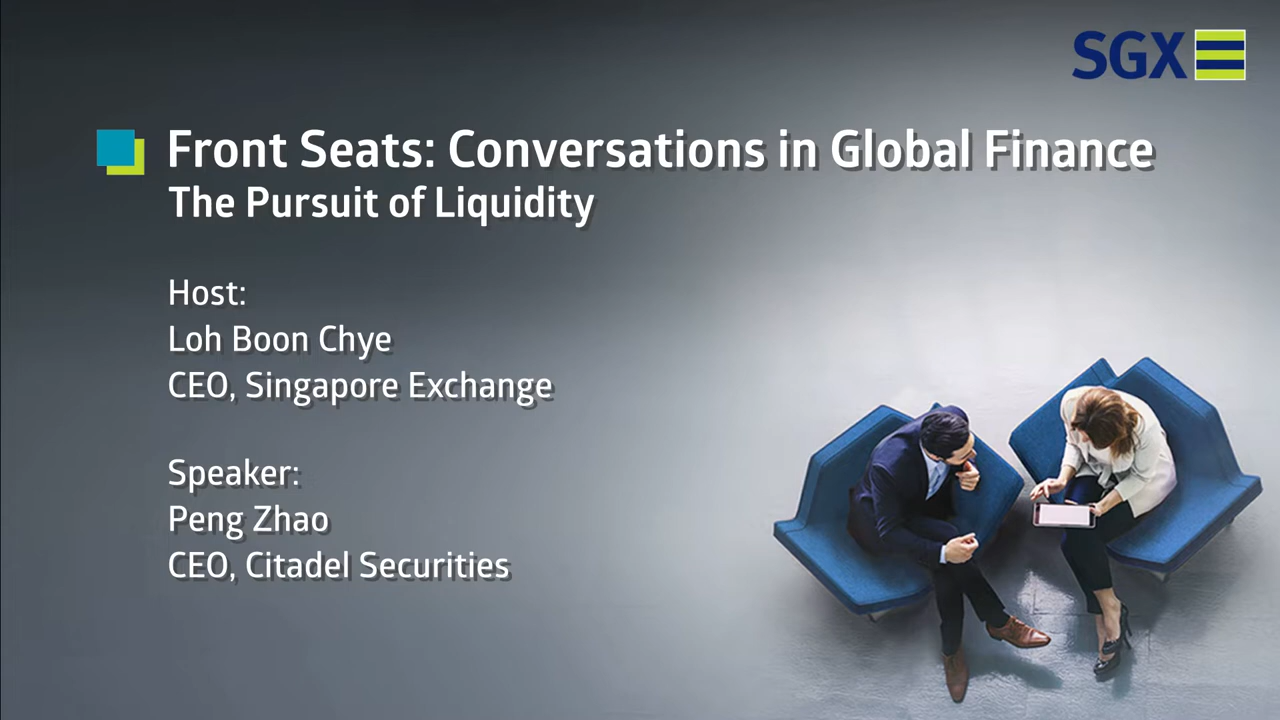 SGX
Front Seats: Conversations in Global Finance
The Pursuit of Liquidity
Host:
Loh Boon Chye
CEO, Singapore Exchange
Speaker:
Peng Zhao
CEO, Citadel Securities